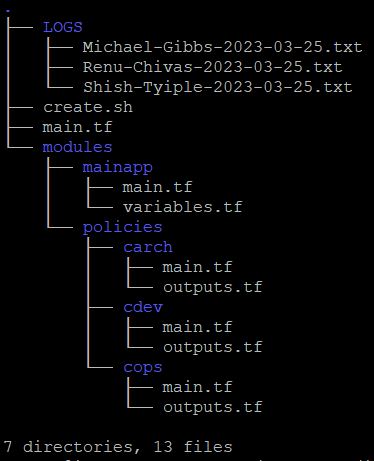 .
├── LOGS
│   ├── Michael-Gibbs-2023-03-25.txt
│   ├── Renu-Chivas-2023-03-25.txt
│   └── Shish-Tyiple-2023-03-25.txt
├── create.sh
├── main.tf
└── modules
    ├── mainapp
    │   ├── main.tf
    │   └── variables.tf
    └── policies
        ├── carch
        │   ├── main.tf
        │   └── outputs.tf
        ├── cdev
        │   ├── main.tf
        │   └── outputs.tf
        └── cops
            ├── main.tf
            └── outputs.tf
7 directories, 13 files